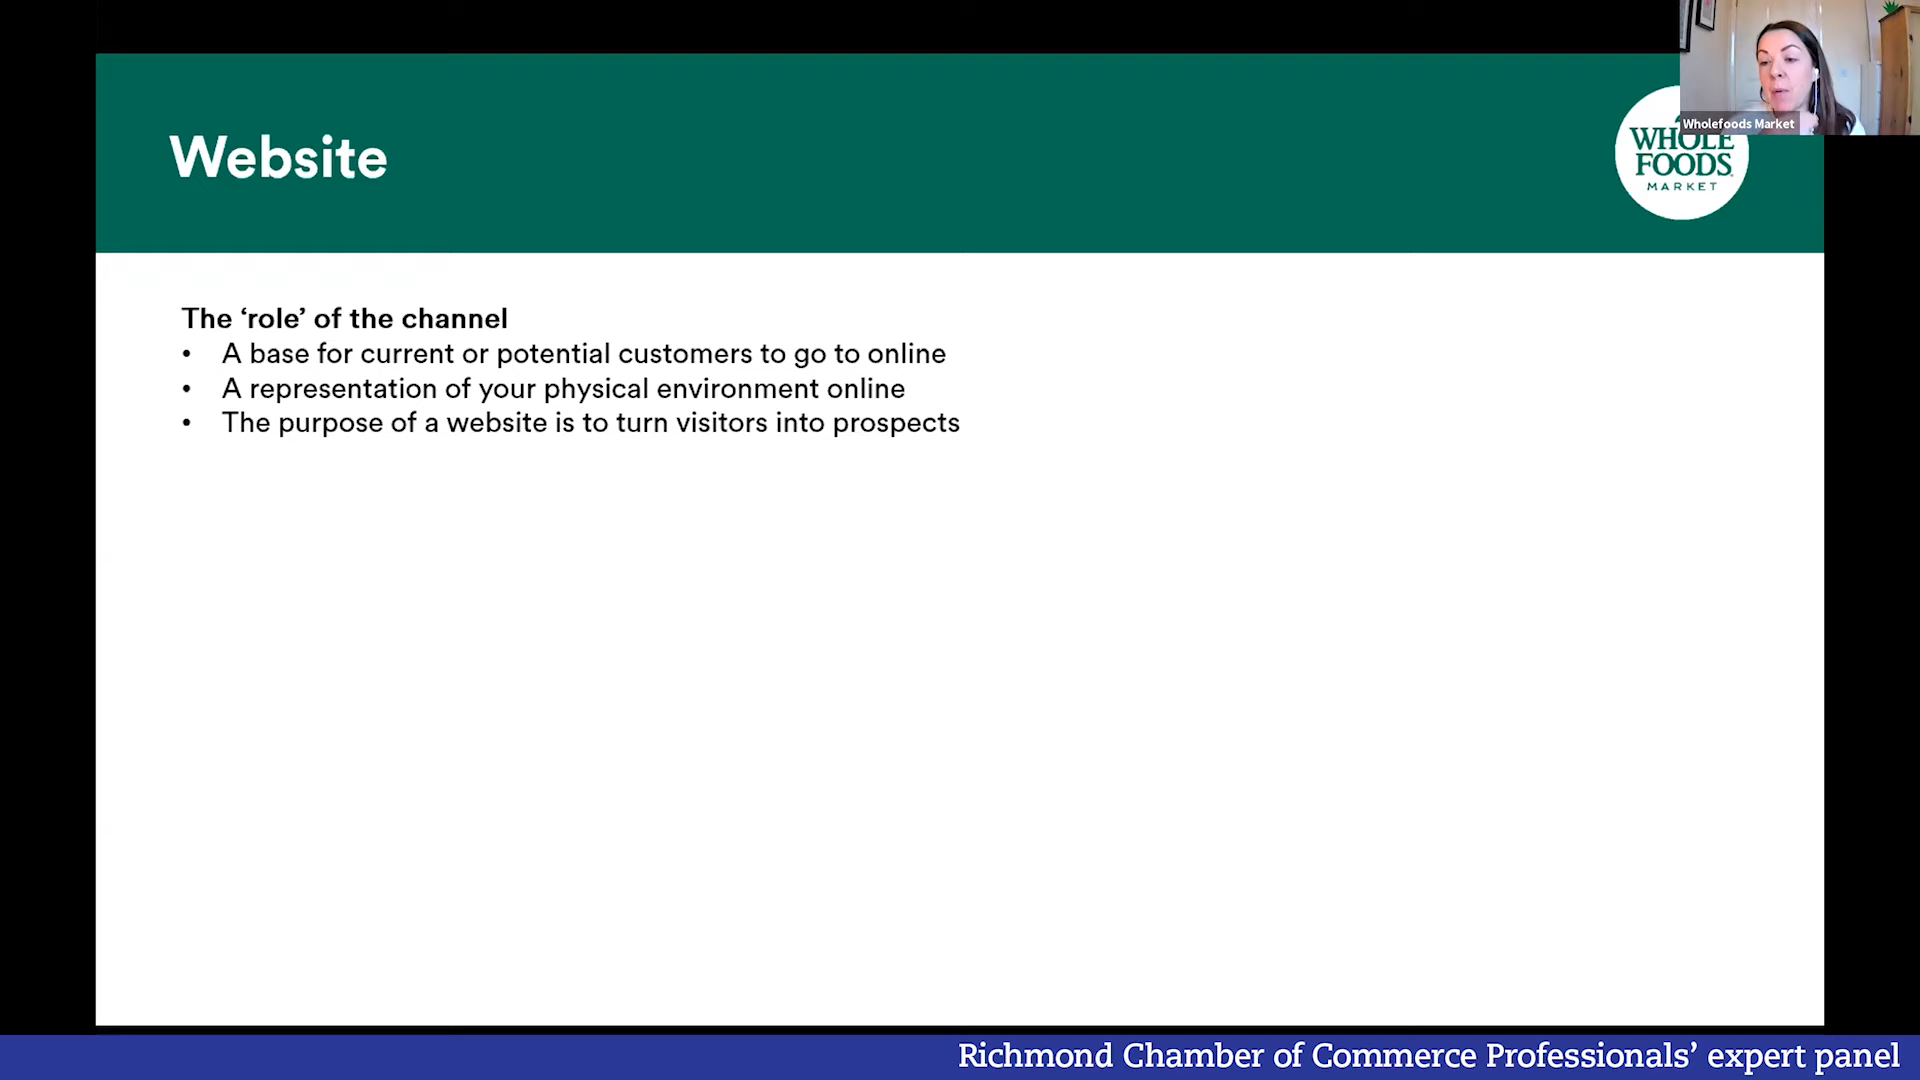 Website
Wholefoods Market
WHOLE
FOODS
MARKET
The ‘role’ of the channel
• A base for current or potential customers to go to online
• A representation of your physical environment online
• The purpose of a website is to turn visitors into prospects
Richmond Chamber of Commerce Professionals’ expert panel